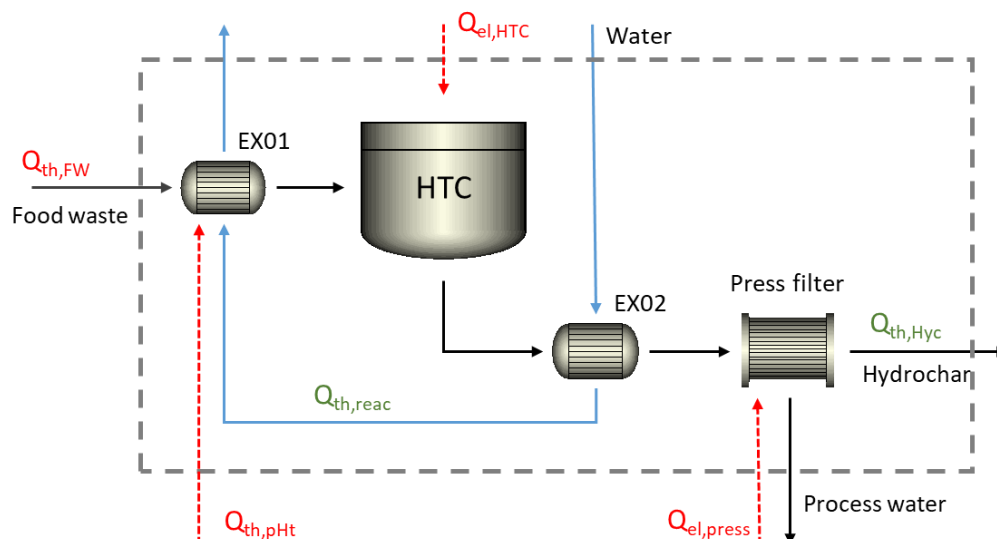 Q_el,HTC
Water
EX01
Q_th,FW
HTC
Food waste
Press filter
EX02
Q_th,Hyc
Hydrochar
Q_th,reac
Process water
Q_th,pHt
Q_el,press